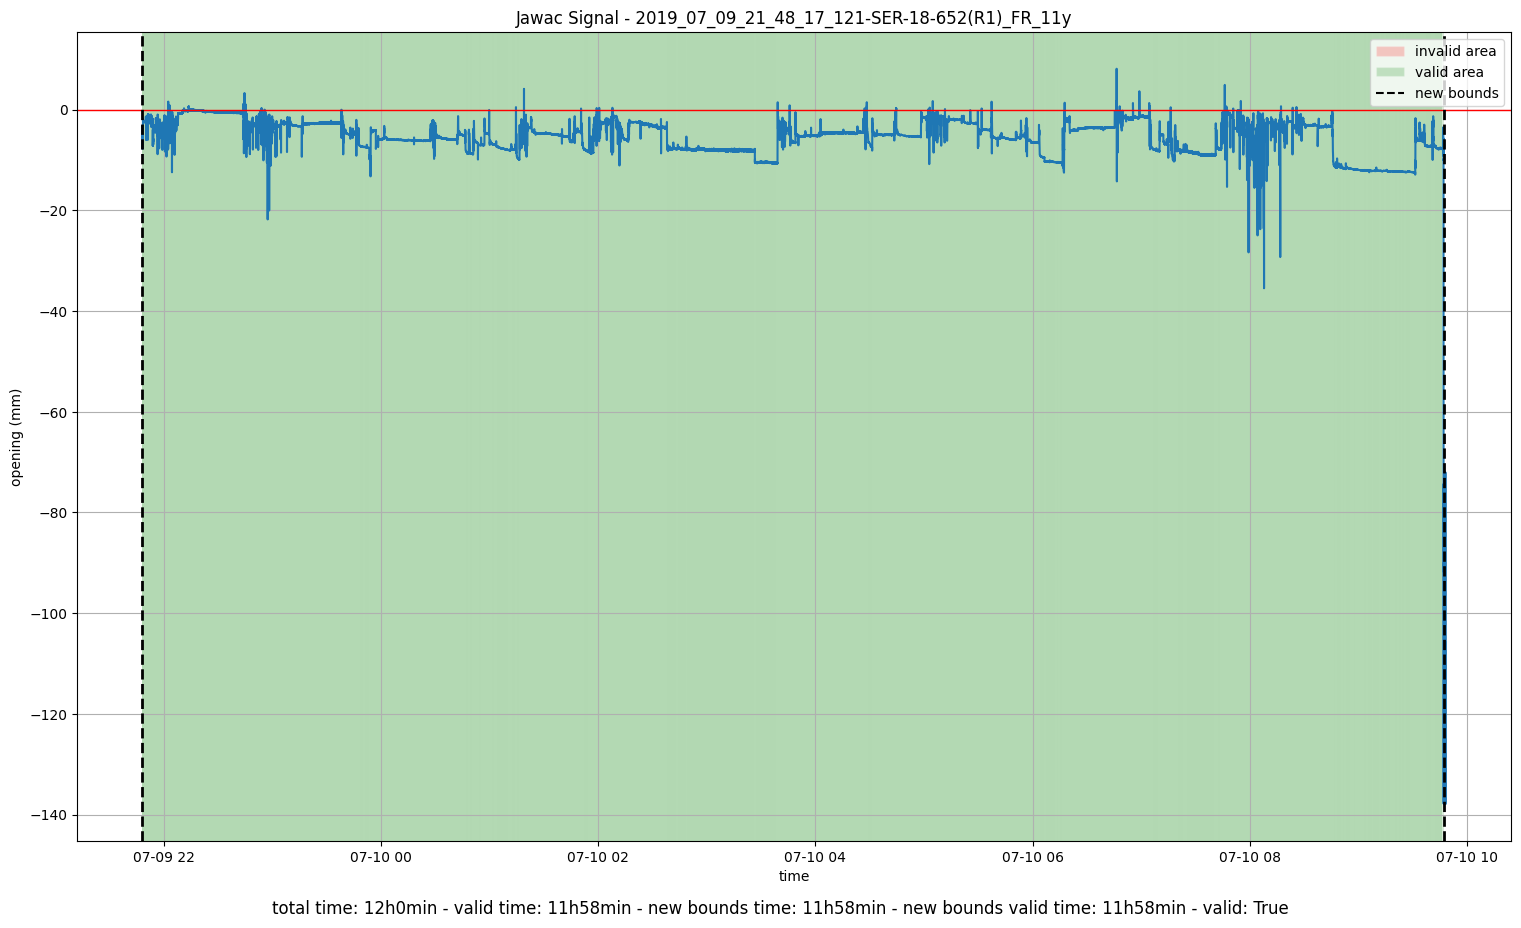 Jawac Signal - 2019_07_09_21_48_17_121-SER-18-652(R1)_FR_11y
invalid area
valid area
new bounds
opening (mm)
0
−20
−40
−60
−80
−100
−120
−140
07-09 22
07-10 00
07-10 02
07-10 04
07-10 06
07-10 08
07-10 10
time
total time: 12h0min - valid time: 11h58min - new bounds time: 11h58min - new bounds valid time: 11h58min - valid: True